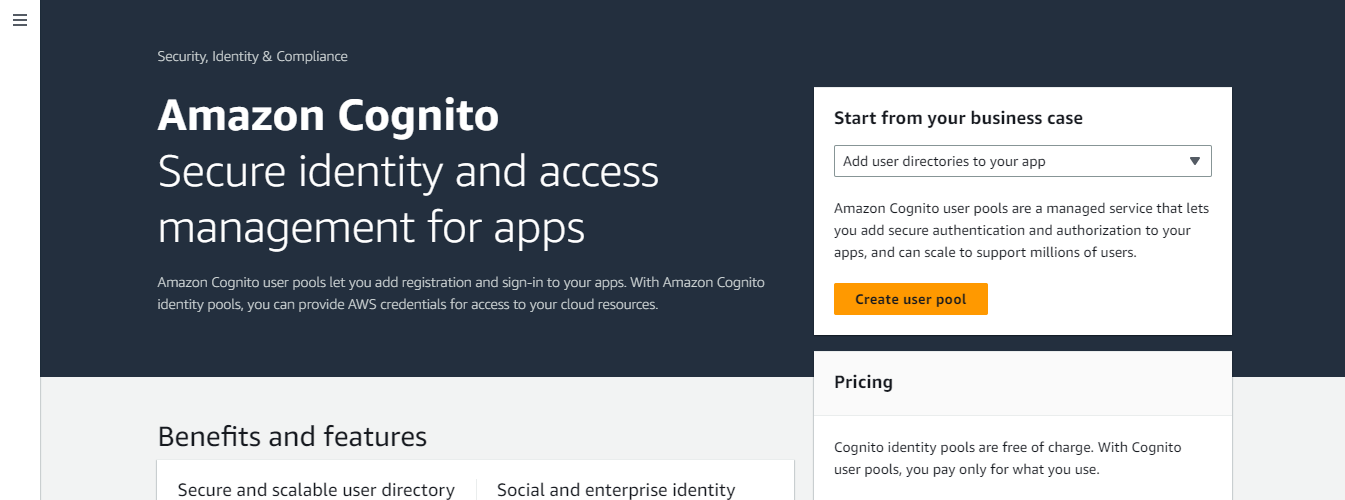 Security, Identity & Compliance
Amazon Cognito
Secure identity and access
management for apps
Amazon Cognito user pools let you add registration and sign-in to your apps. With Amazon Cognito
identity pools, you can provide AWS credentials for access to your cloud resources.
Start from your business case
Add user directories to your app
Amazon Cognito user pools are a managed service that lets
you add secure authentication and authorization to your
apps, and can scale to support millions of users.
Create user pool
Pricing
Cognito identity pools are free of charge. With Cognito
user pools, you pay only for what you use.
Benefits and features
Secure and scalable user directory
Social and enterprise identity